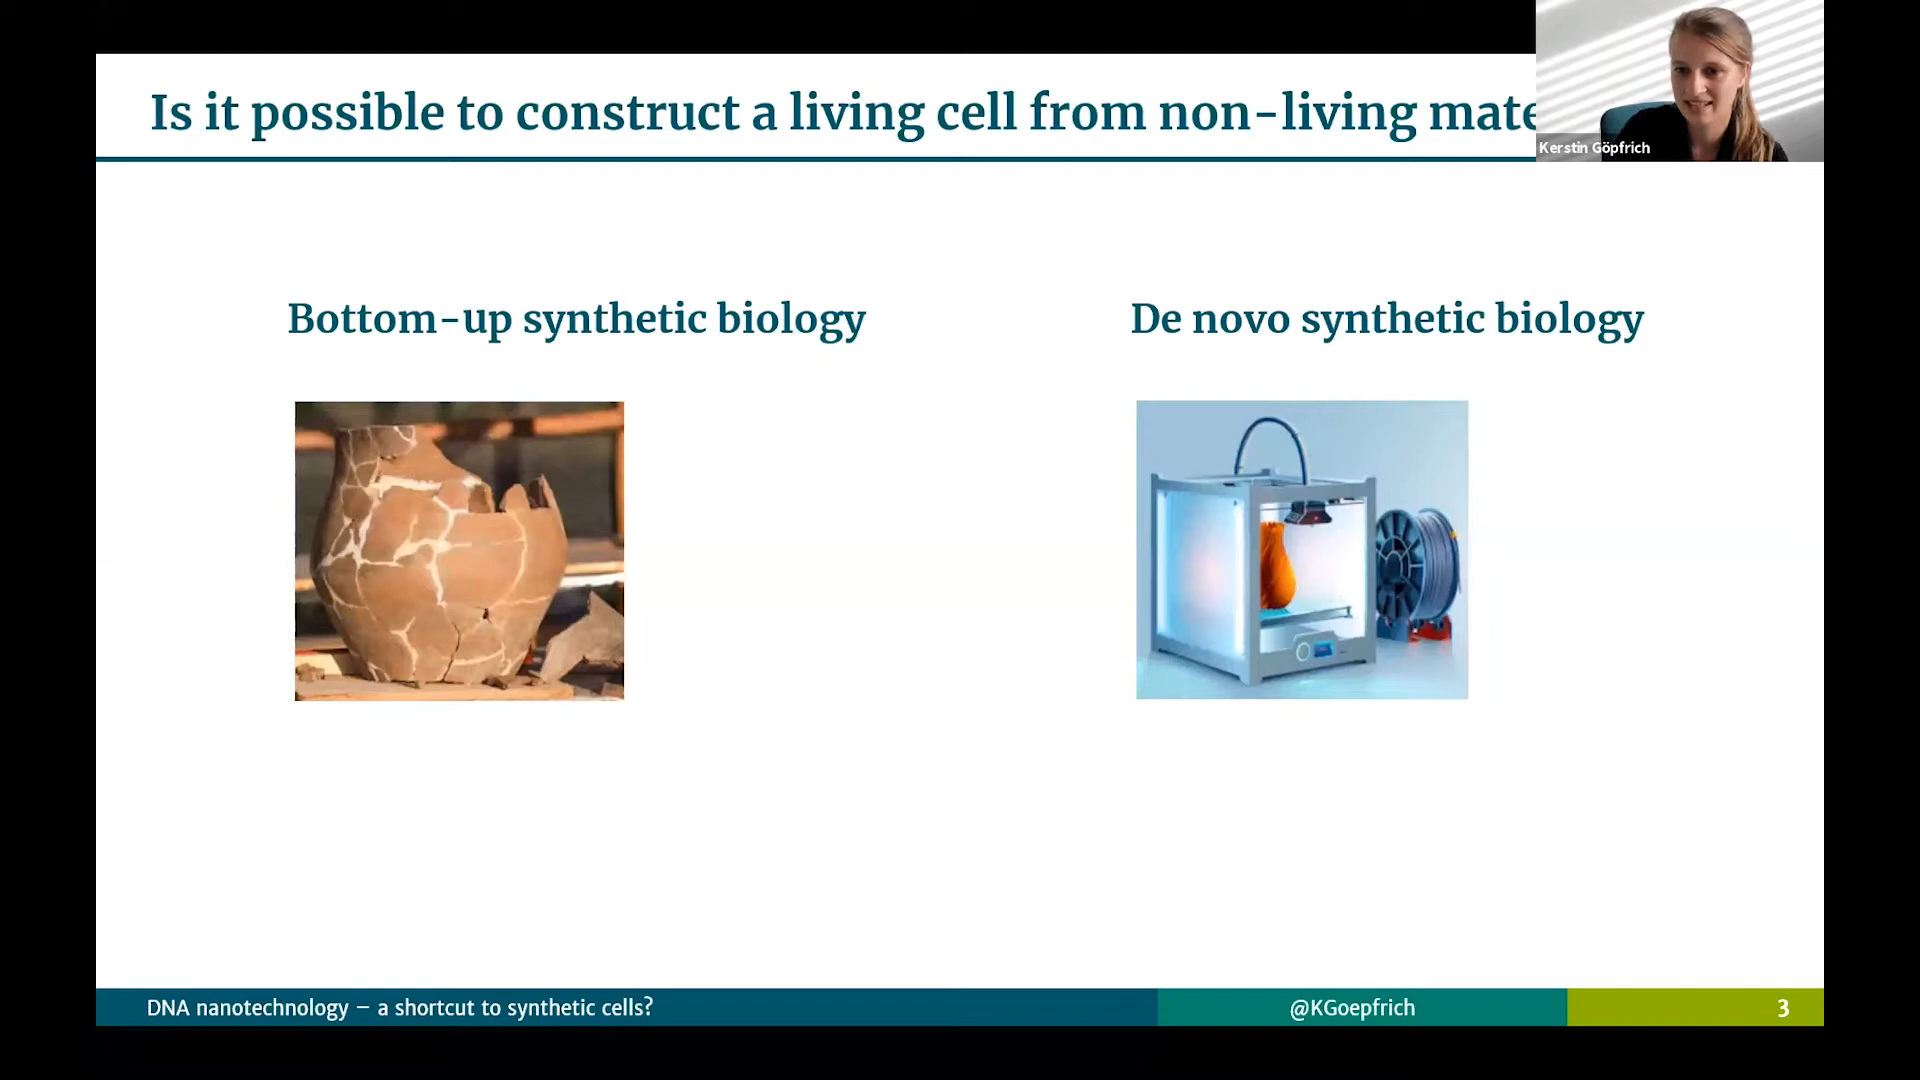 Is it possible to construct a living cell from non-living mate
Kerstin Göpfrich
Bottom-up synthetic biology
De novo synthetic biology
DNA nanotechnology – a shortcut to synthetic cells?
@KGoepfrich
3